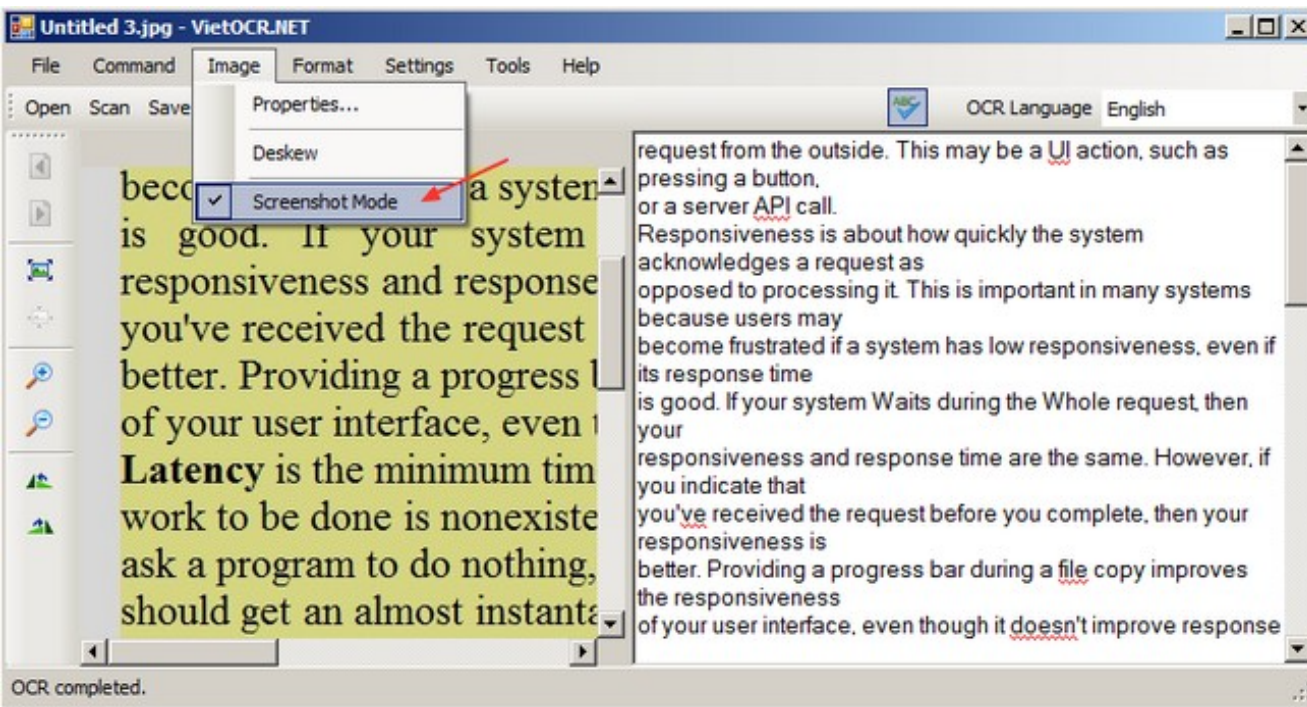 Untitled 3.jpg - VietOCR.NET
File Command Image Format Settings Tools Help
Open Scan Save
Properties...
Deskew
Screenshot Mode
ABC
OCR Language English
a system
is good. If your system
responsiveness and response
you've received the request
better. Providing a progress
of your user interface, even
Latency is the minimum
work to be done is
ask a program to do nothing,
should get an almost
request from the outside. This may be a UI action, such as
pressing a button,
or a server API call.
Responsiveness is about how quickly the system
acknowledges a request as
opposed to processing it. This is important in many systems
because users may
become frustrated if a system has low responsiveness, even if
its response time
is good. If your system Waits during the Whole request, then
your
responsiveness and response time are the same. However, if
you indicate that
you've received the request before you complete, then your
responsiveness is
better. Providing a progress bar during a file copy improves
the responsiveness
of your user interface, even though it doesn't improve response
OCR completed.